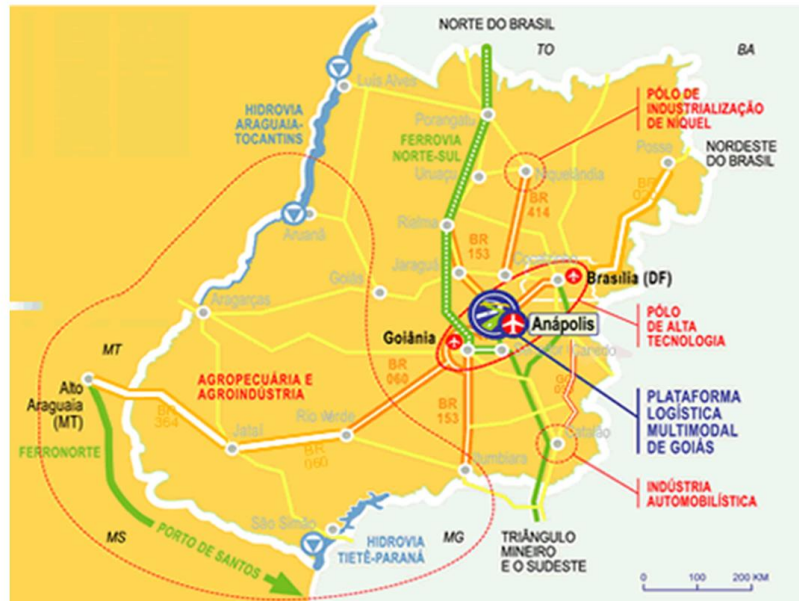 NORTE DO BRASIL
TO
BA
Luís Alves
HIDROVIA
ARAGUAIA-
TOCANTINS
Porangatu
FERROVIA
NORTE-SUL
PÓLO DE
INDUSTRIALIZAÇÃO
DE NÍQUEL
Posse
NORDESTE
DO BRASIL
Uruaçu
Niquelândia
BR
BR
414
Aruanã
Rialma
BR
153
Jaraguá
Goiás
Brasília (DF)
Aragarças
Anápolis
PÓLO
DE ALTA
TECNOLOGIA
Goiânia
MT
Alto
Araguaia
(MT)
AGROPECUÁRIA E
AGROINDÚSTRIA
BR
060
BR
153
PLATAFORMA
LOGÍSTICA
MULTIMODAL
DE GOIÁS
BR
364
Rio Verde
Jataí
BR
060
Catalão
FERRONORTE
Itumbiara
INDÚSTRIA
AUTOMOBILÍSTICA
São Simão
MS
PORTO DE SANTOS
HIDROVIA
TIETÊ-PARANÁ
MG
TRIÂNGULO
MINEIRO
E O SUDESTE
0 100 200 KM